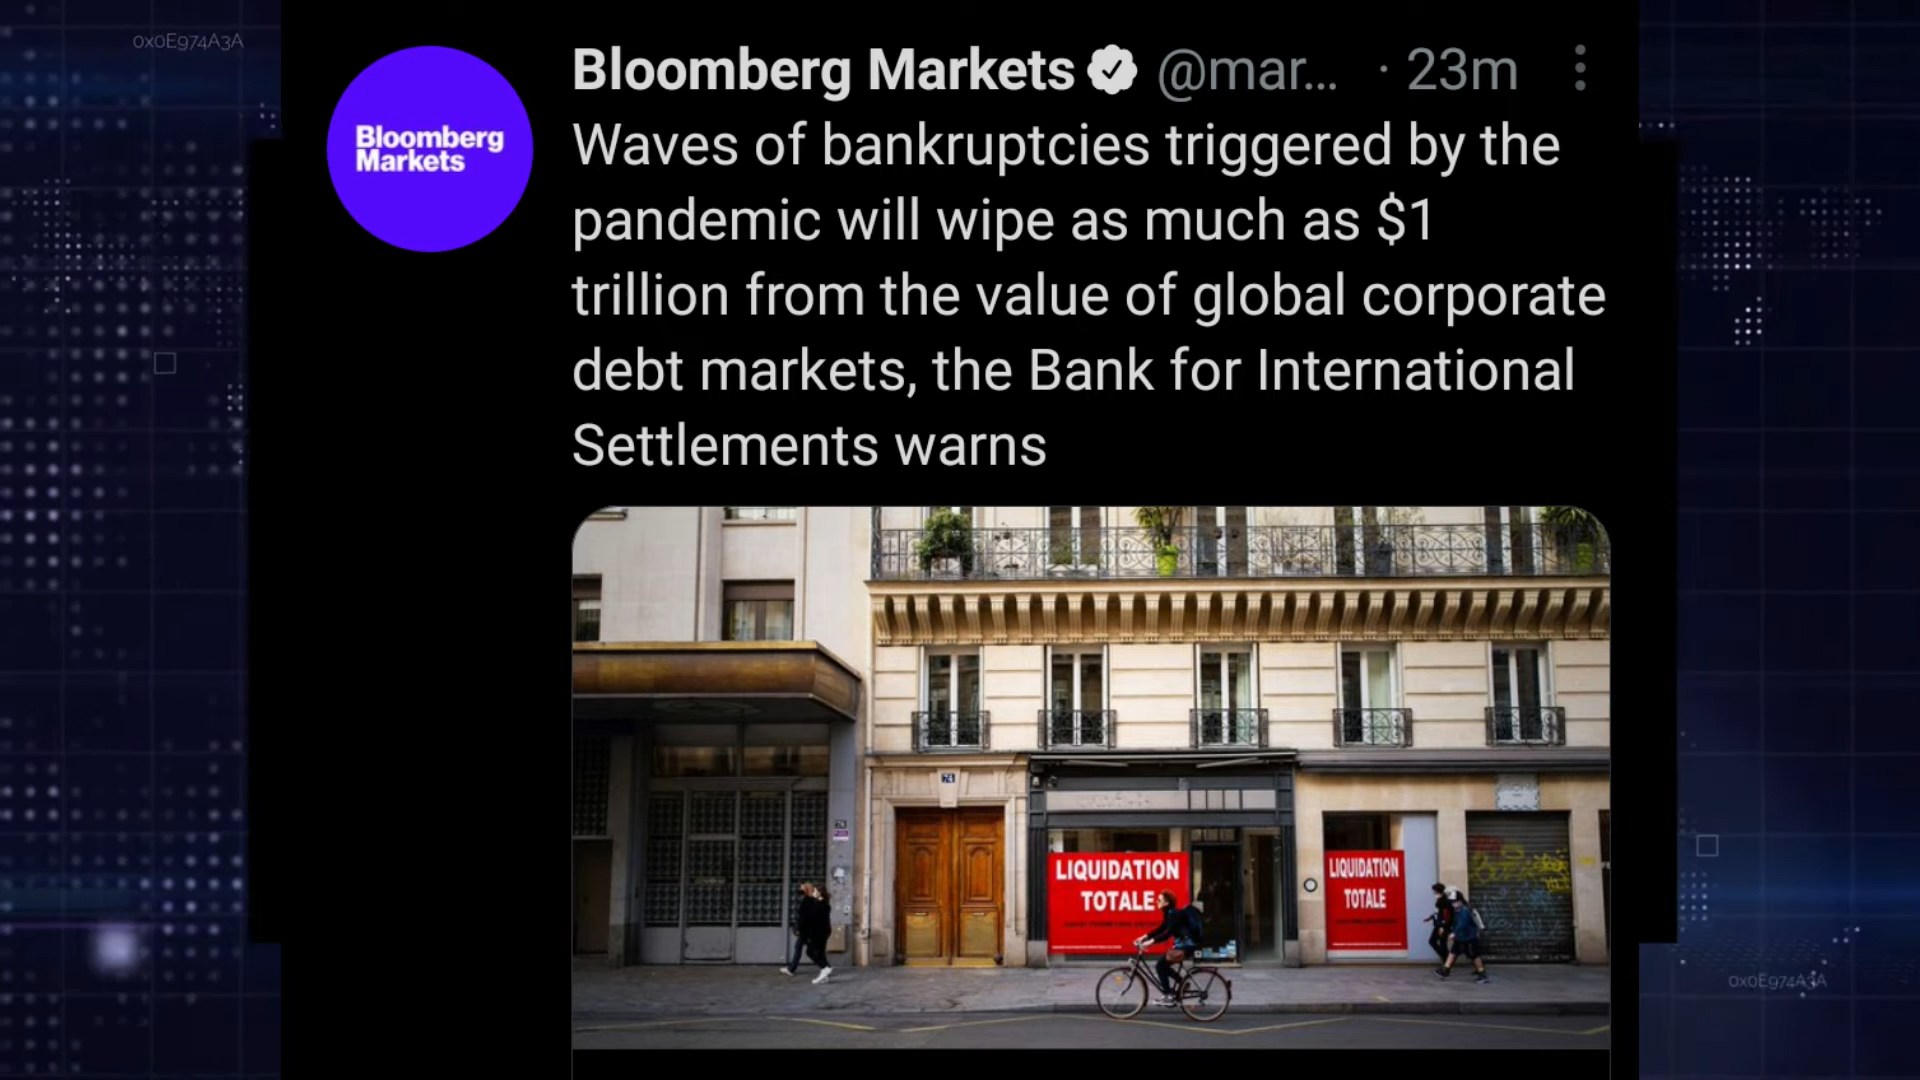 0x0E974A3A
Bloomberg Markets @mar... · 23m
Bloomberg
Markets
Waves of bankruptcies triggered by the
pandemic will wipe as much as $1
trillion from the value of global corporate
debt markets, the Bank for International
Settlements warns
74
LIQUIDATION
TOTALE
LIQUIDATION
TOTALE
0x0E974A3A